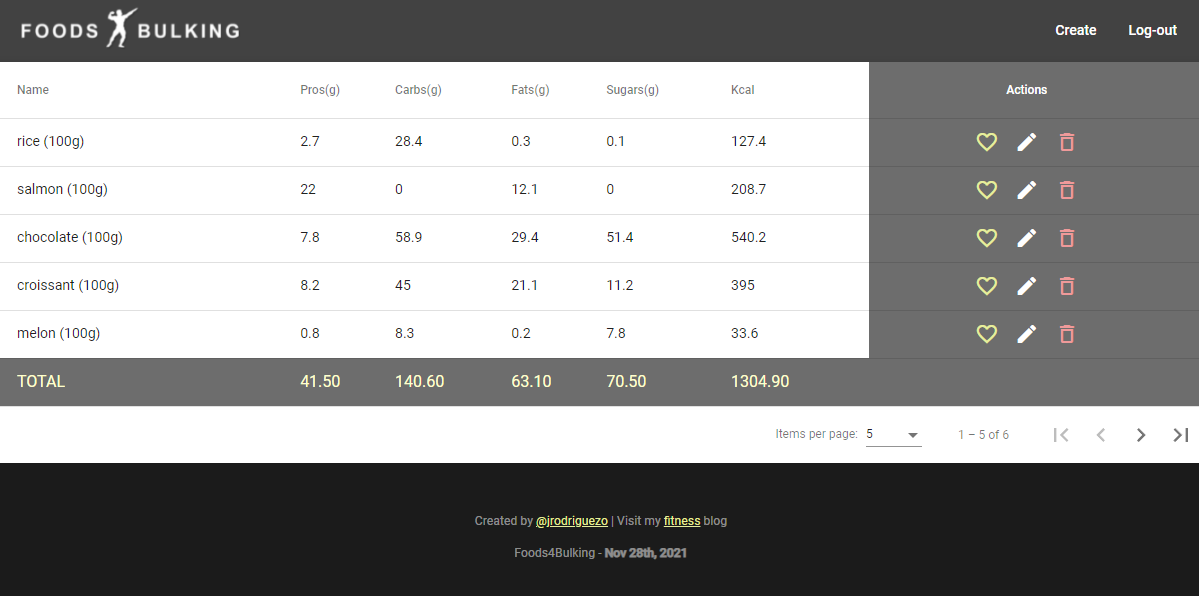 FOODS BULKING Create Log-out
Name Pros(g) Carbs(g) Fats(g) Sugars(g) Kcal Actions
rice (100g) 2.7 28.4 0.3 0.1 127.4
salmon (100g) 22 0 12.1 0 208.7
chocolate (100g) 7.8 58.9 29.4 51.4 540.2
croissant (100g) 8.2 45 21.1 11.2 395
melon (100g) 0.8 8.3 0.2 7.8 33.6
TOTAL 41.50 140.60 63.10 70.50 1304.90
Items per page: 5 1 – 5 of 6
Created by @jrodriguezo | Visit my fitness blog
Foods4Bulking - Nov 28th, 2021